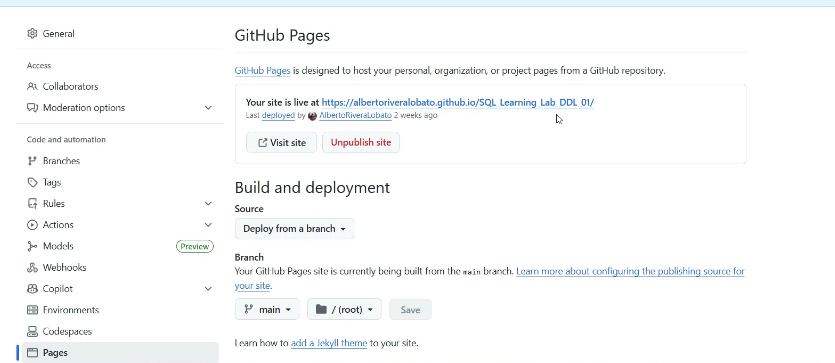 General
Access
Collaborators
Moderation options
Code and automation
Branches
Tags
Rules
Actions
Models Preview
Webhooks
Copilot
Environments
Codespaces
Pages
GitHub Pages
GitHub Pages is designed to host your personal, organization, or project pages from a GitHub repository.
Your site is live at https://albertoriveralobato.github.io/SQL_Learning_Lab_DDL_01/
Last deployed by AlbertoRiveraLobato 2 weeks ago
Visit site Unpublish site
Build and deployment
Source
Deploy from a branch
Branch
Your GitHub Pages site is currently being built from the main branch. Learn more about configuring the publishing source for
your site.
main / (root) Save
Learn how to add a Jekyll theme to your site.